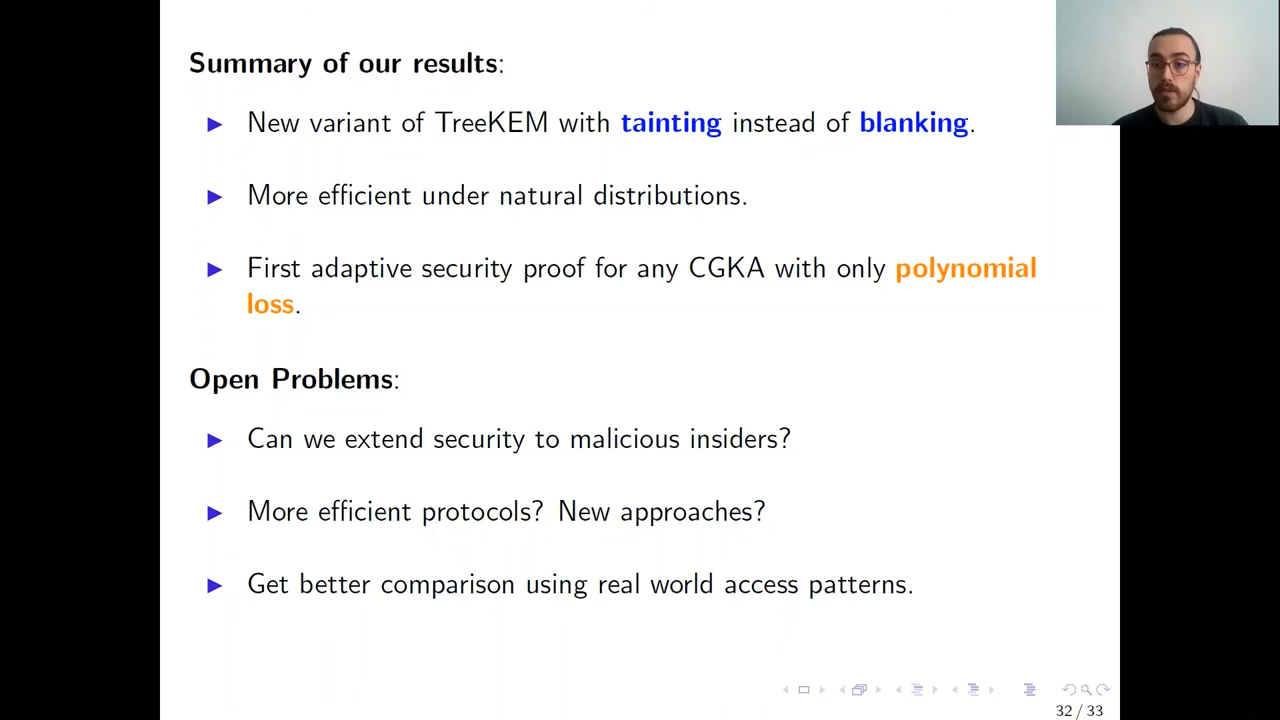 Summary of our results:
▶ New variant of TreeKEM with tainting instead of blanking.
▶ More efficient under natural distributions.
▶ First adaptive security proof for any CGKA with only polynomial
loss.
Open Problems:
▶ Can we extend security to malicious insiders?
▶ More efficient protocols? New approaches?
▶ Get better comparison using real world access patterns.
32 / 33